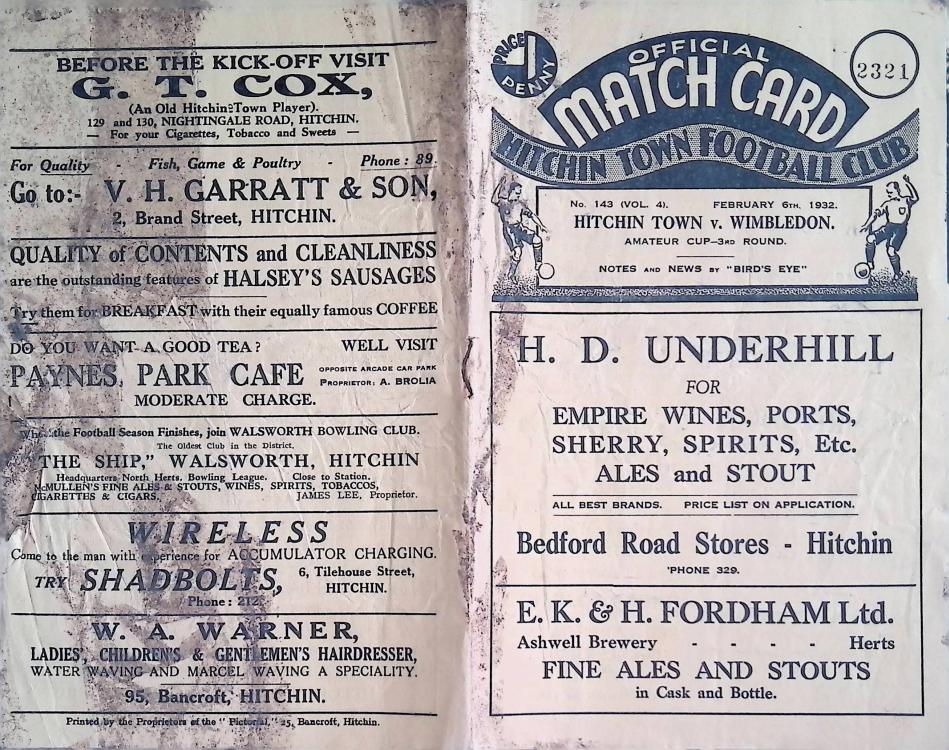 BEFORE THE KICK-OFF VISIT
G. T. COX,
(An Old Hitchin Town Player).
129 and 130, NIGHTINGALE ROAD, HITCHIN.
— For your Cigarettes, Tobacco and Sweets —
For Quality - Fish, Game & Poultry - Phone : 89.
Go to:- V. H. GARRATT & SON,
2, Brand Street, HITCHIN.
QUALITY of CONTENTS and CLEANLINESS
are the outstanding features of HALSEY'S SAUSAGES
Try them for BREAKFAST with their equally famous COFFEE
DO YOU WANT A GOOD TEA? WELL VISIT
PAYNES PARK CAFE OPPOSITE ARCADE CAR PARK
PROPRIETOR: A. BROLIA
MODERATE CHARGE.
When the Football Season Finishes, join WALSWORTH BOWLING CLUB.
The Oldest Club in the District.
THE SHIP," WALSWORTH, HITCHIN
Headquarters North Herts. Bowling League. Close to Station.
McMULLEN'S FINE ALES & STOUTS, WINES, SPIRITS, TOBACCOS,
CIGARETTES & CIGARS. JAMES LEE, Proprietor.
WIRELESS
Come to the man with experience for ACCUMULATOR CHARGING.
TRY SHADBOLTS, 6, Tilehouse Street,
HITCHIN.
Phone : 212.
W. A. WARNER,
LADIES', CHILDREN'S & GENTLEMEN'S HAIRDRESSER,
WATER WAVING AND MARCEL WAVING A SPECIALITY.
95, Bancroft, HITCHIN.
Printed by the Proprietors of the "Pictorial," 25, Bancroft, Hitchin.
PRICE 1 PENNY
OFFICIAL
MATCH CARD
2321
HITCHIN TOWN FOOTBALL CLUB
No. 143 (VOL. 4). FEBRUARY 6TH, 1932.
HITCHIN TOWN v. WIMBLEDON.
AMATEUR CUP—3RD ROUND.
NOTES AND NEWS BY "BIRD'S EYE"
H. D. UNDERHILL
FOR
EMPIRE WINES, PORTS,
SHERRY, SPIRITS, Etc.
ALES and STOUT
ALL BEST BRANDS. PRICE LIST ON APPLICATION.
Bedford Road Stores - Hitchin
'PHONE 329.
E. K. & H. FORDHAM Ltd.
Ashwell Brewery - - - - Herts
FINE ALES AND STOUTS
in Cask and Bottle.